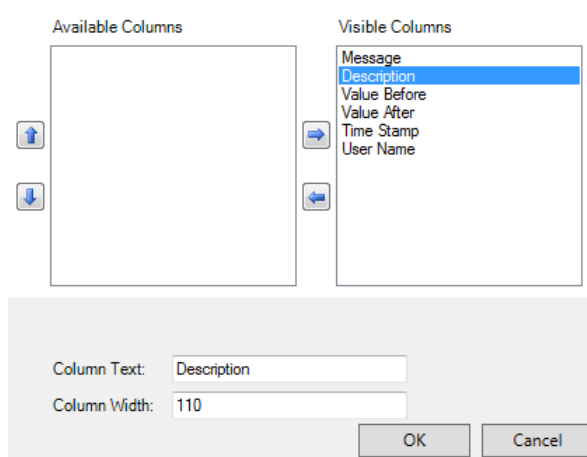 Available Columns
Visible Columns
Message
Description
Value Before
Value After
Time Stamp
User Name
Column Text: Description
Column Width: 110
OK Cancel